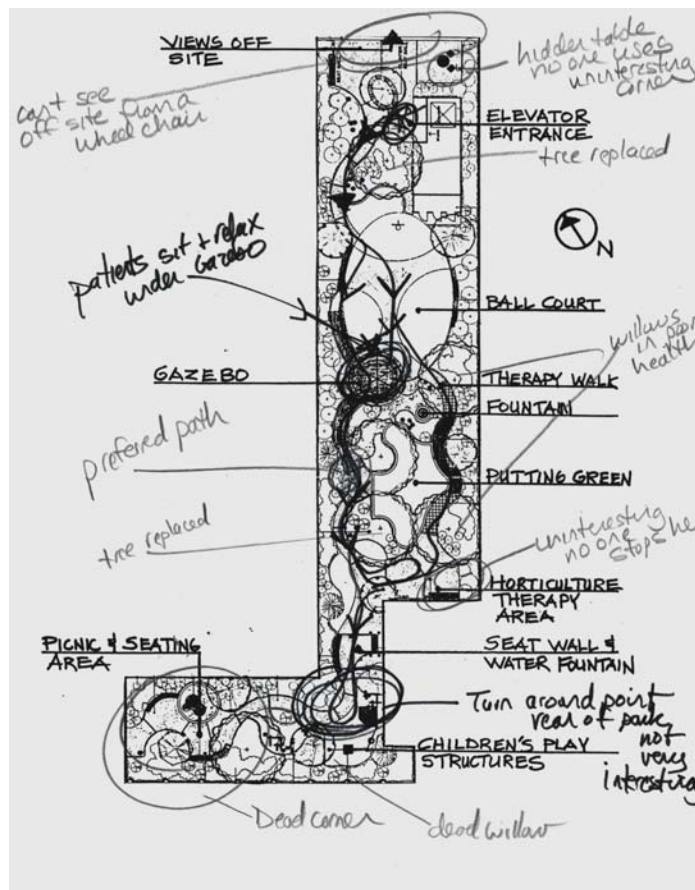 VIEWS OFF
SITE
hidden table
no one uses
uninteresting
corner
can't see
off site from a
wheel chair
ELEVATOR
ENTRANCE
tree replaced
N
patients sit + relax
under Gazebo
BALL COURT
willows
in poor
health
GAZEBO
THERAPY WALK
FOUNTAIN
preferred path
PUTTING GREEN
tree replaced
uninteresting
no one
stops he
HORTICULTURE
THERAPY
AREA
PICNIC & SEATING
AREA
SEAT WALL &
WATER FOUNTAIN
Turn around point
rear of park
not
very
interesting
CHILDREN'S PLAY
STRUCTURES
Dead corner
dead willow